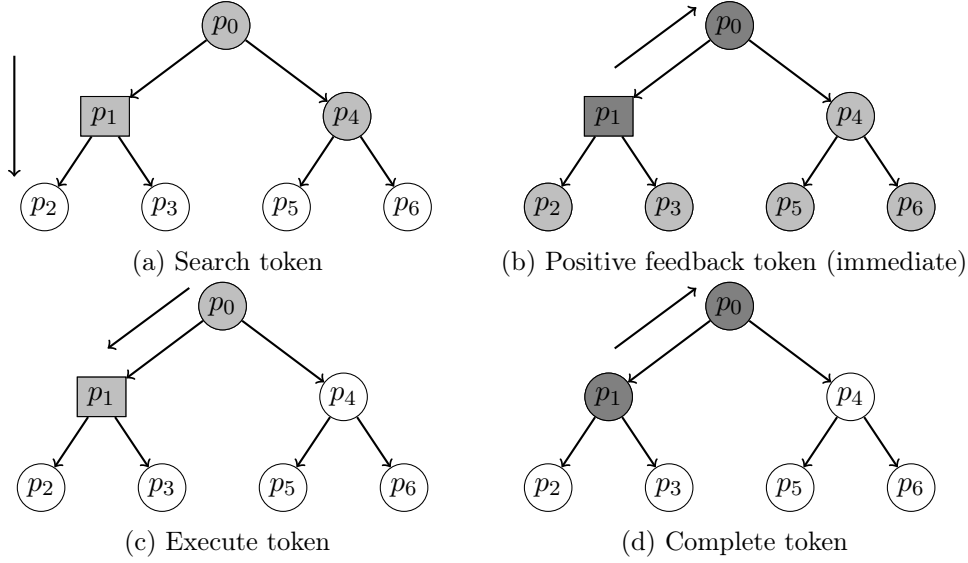 p₀ p₀
p₁ p₄ p₁ p₄
p₂ p₃ p₅ p₆ p₂ p₃ p₅ p₆
(a) Search token
(b) Positive feedback token (immediate)
p₀ p₀
p₁ p₄ p₁ p₄
p₂ p₃ p₅ p₆ p₂ p₃ p₅ p₆
(c) Execute token
(d) Complete token